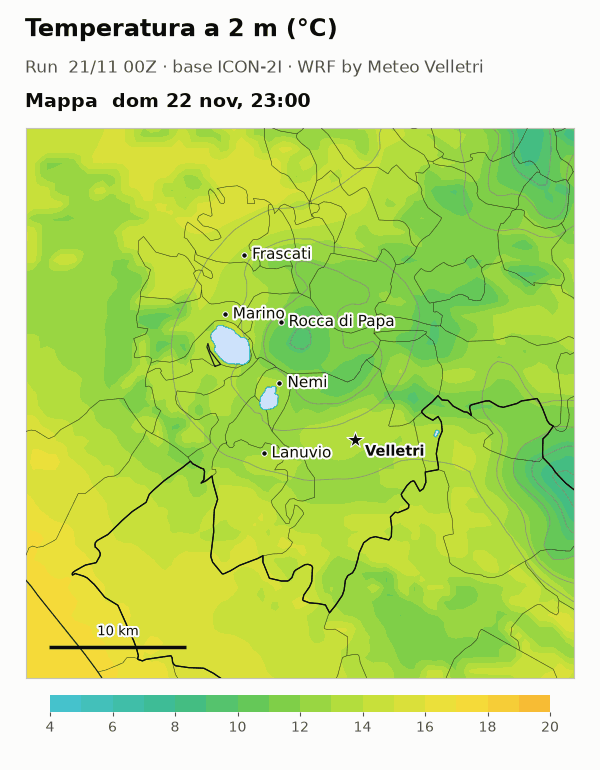 Temperatura a 2 m (°C)
Run  21/11 00Z · base ICON-2I · WRF by Meteo Velletri
Mappa  dom 22 nov, 23:00
Frascati
Marino
Rocca di Papa
Nemi
Velletri
Lanuvio
10 km
4 6 8 10 12 14 16 18 20